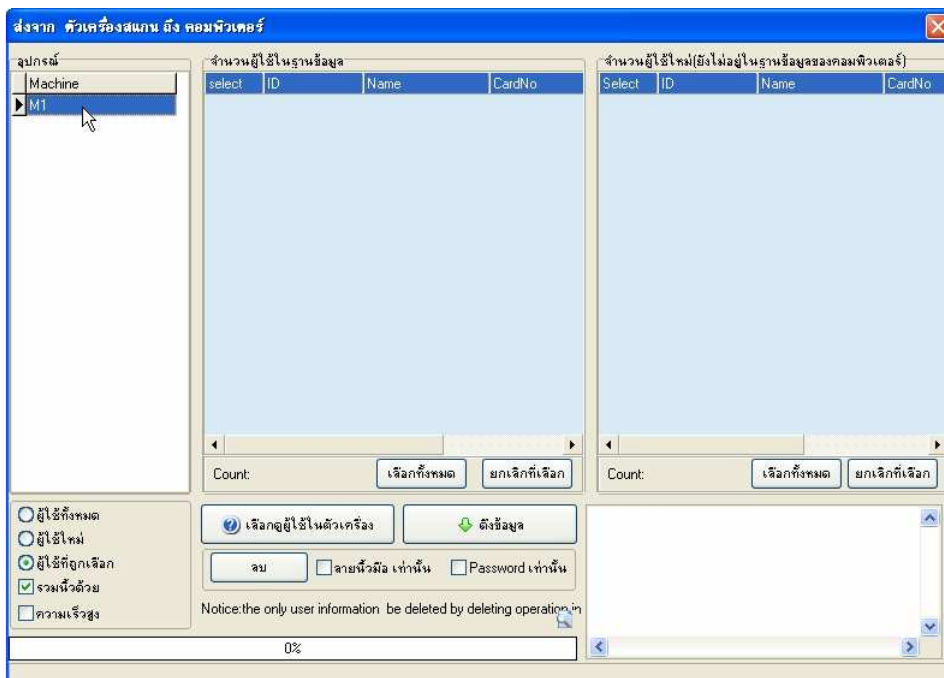 ส่งจาก ตัวเครื่องสแกน ถึง คอมพิวเตอร์
อุปกรณ์
Machine
M1
จำนวนผู้ใช้ในฐานข้อมูล
select ID Name CardNo
Count: เลือกทั้งหมด ยกเลิกที่เลือก
จำนวนผู้ใช้ใหม่(ยังไม่อยู่ในฐานข้อมูลของคอมพิวเตอร์)
Select ID Name CardNo
Count: เลือกทั้งหมด ยกเลิกที่เลือก
ผู้ใช้ทั้งหมด
ผู้ใช้ใหม่
ผู้ใช้ที่ถูกเลือก
รวมนิ้วด้วย
ความเร็วสูง
เลือกดูผู้ใช้ในตัวเครื่อง ดึงข้อมูล
ลบ ลายนิ้วมือ เท่านั้น Password เท่านั้น
Notice:the only user information be deleted by deleting operation in
0%